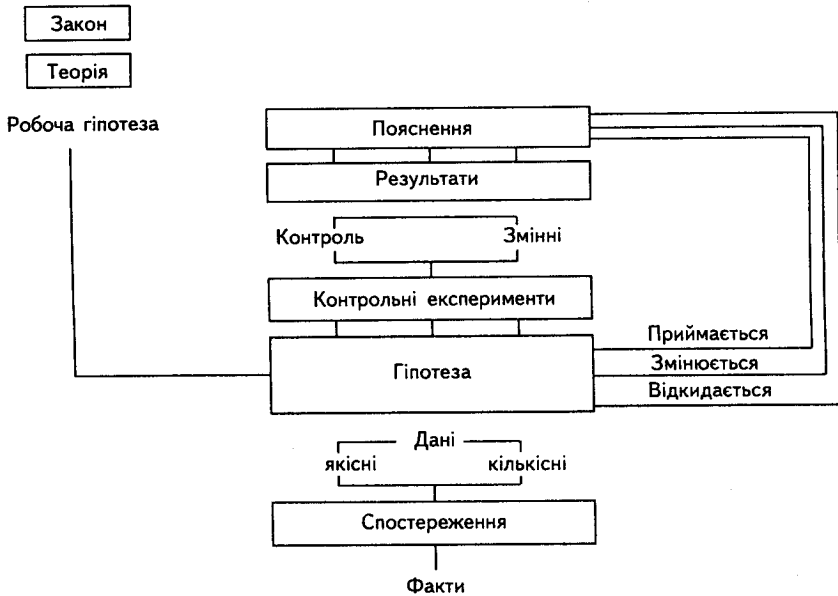 Закон
Теорія
Робоча гіпотеза
Пояснення
Результати
Контроль Змінні
Контрольні експерименти
Приймається
Гіпотеза
Змінюється
Відкидається
Дані
якісні кількісні
Спостереження
Факти